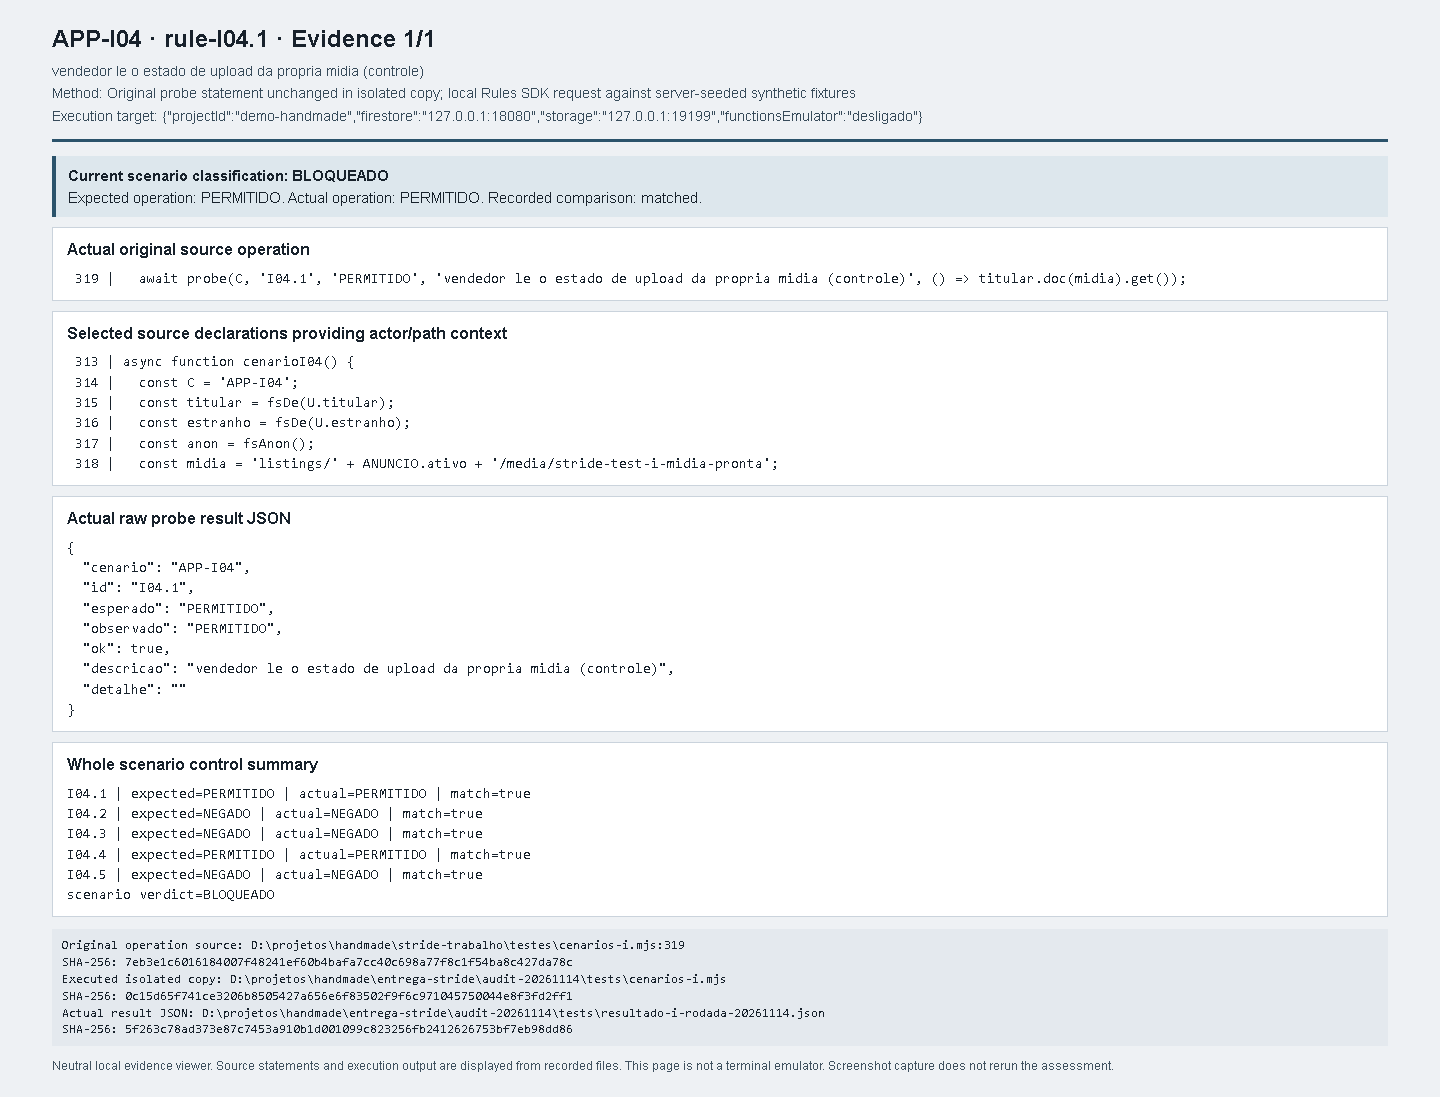 APP-I04 · rule-I04.1 · Evidence 1/1
vendedor le o estado de upload da propria midia (controle)
Method: Original probe statement unchanged in isolated copy; local Rules SDK request against server-seeded synthetic fixtures
Execution target: {"projectId":"demo-handmade","firestore":"127.0.0.1:18080","storage":"127.0.0.1:19199","functionsEmulator":"desligado"}
Current scenario classification: BLOQUEADO
Expected operation: PERMITIDO. Actual operation: PERMITIDO. Recorded comparison: matched.
Actual original source operation
319 |   await probe(C, 'I04.1', 'PERMITIDO', 'vendedor le o estado de upload da propria midia (controle)', () => titular.doc(midia).get());
Selected source declarations providing actor/path context
313 | async function cenarioI04() {
314 |   const C = 'APP-I04';
315 |   const titular = fsDe(U.titular);
316 |   const estranho = fsDe(U.estranho);
317 |   const anon = fsAnon();
318 |   const midia = 'listings/' + ANUNCIO.ativo + '/media/stride-test-i-midia-pronta';
Actual raw probe result JSON
{
  "cenario": "APP-I04",
  "id": "I04.1",
  "esperado": "PERMITIDO",
  "observado": "PERMITIDO",
  "ok": true,
  "descricao": "vendedor le o estado de upload da propria midia (controle)",
  "detalhe": ""
}
Whole scenario control summary
I04.1 | expected=PERMITIDO | actual=PERMITIDO | match=true
I04.2 | expected=NEGADO | actual=NEGADO | match=true
I04.3 | expected=NEGADO | actual=NEGADO | match=true
I04.4 | expected=PERMITIDO | actual=PERMITIDO | match=true
I04.5 | expected=NEGADO | actual=NEGADO | match=true
scenario verdict=BLOQUEADO
Original operation source: D:\projetos\handmade\stride-trabalho\testes\cenarios-i.mjs:319
SHA-256: 7eb3e1c6016184007f48241ef60b4bafa7cc40c698a77f8c1f54ba8c427da78c
Executed isolated copy: D:\projetos\handmade\entrega-stride\audit-20261114\tests\cenarios-i.mjs
SHA-256: 0c15d65f741ce3206b8505427a656e6f83502f9f6c971045750044e8f3fd2ff1
Actual result JSON: D:\projetos\handmade\entrega-stride\audit-20261114\tests\resultado-i-rodada-20261114.json
SHA-256: 5f263c78ad373e87c7453a910b1d001099c823256fb2412626753bf7eb98dd86
Neutral local evidence viewer. Source statements and execution output are displayed from recorded files. This page is not a terminal emulator. Screenshot capture does not rerun the assessment.